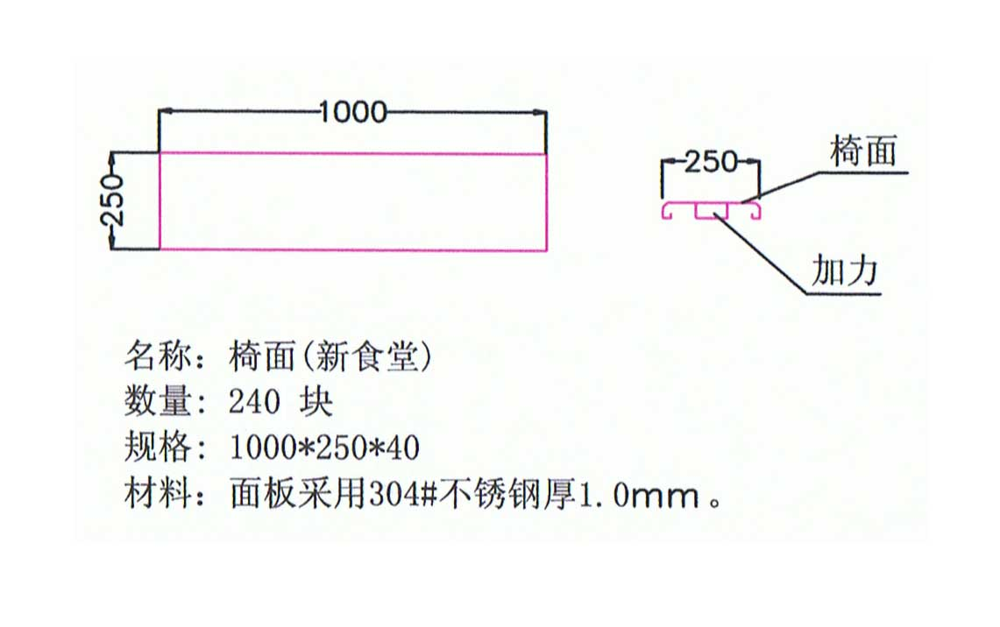 1000
250
250
椅面
加力
名称：椅面(新食堂)
数量：240 块
规格：1000*250*40
材料：面板采用304#不锈钢厚1.0mm。